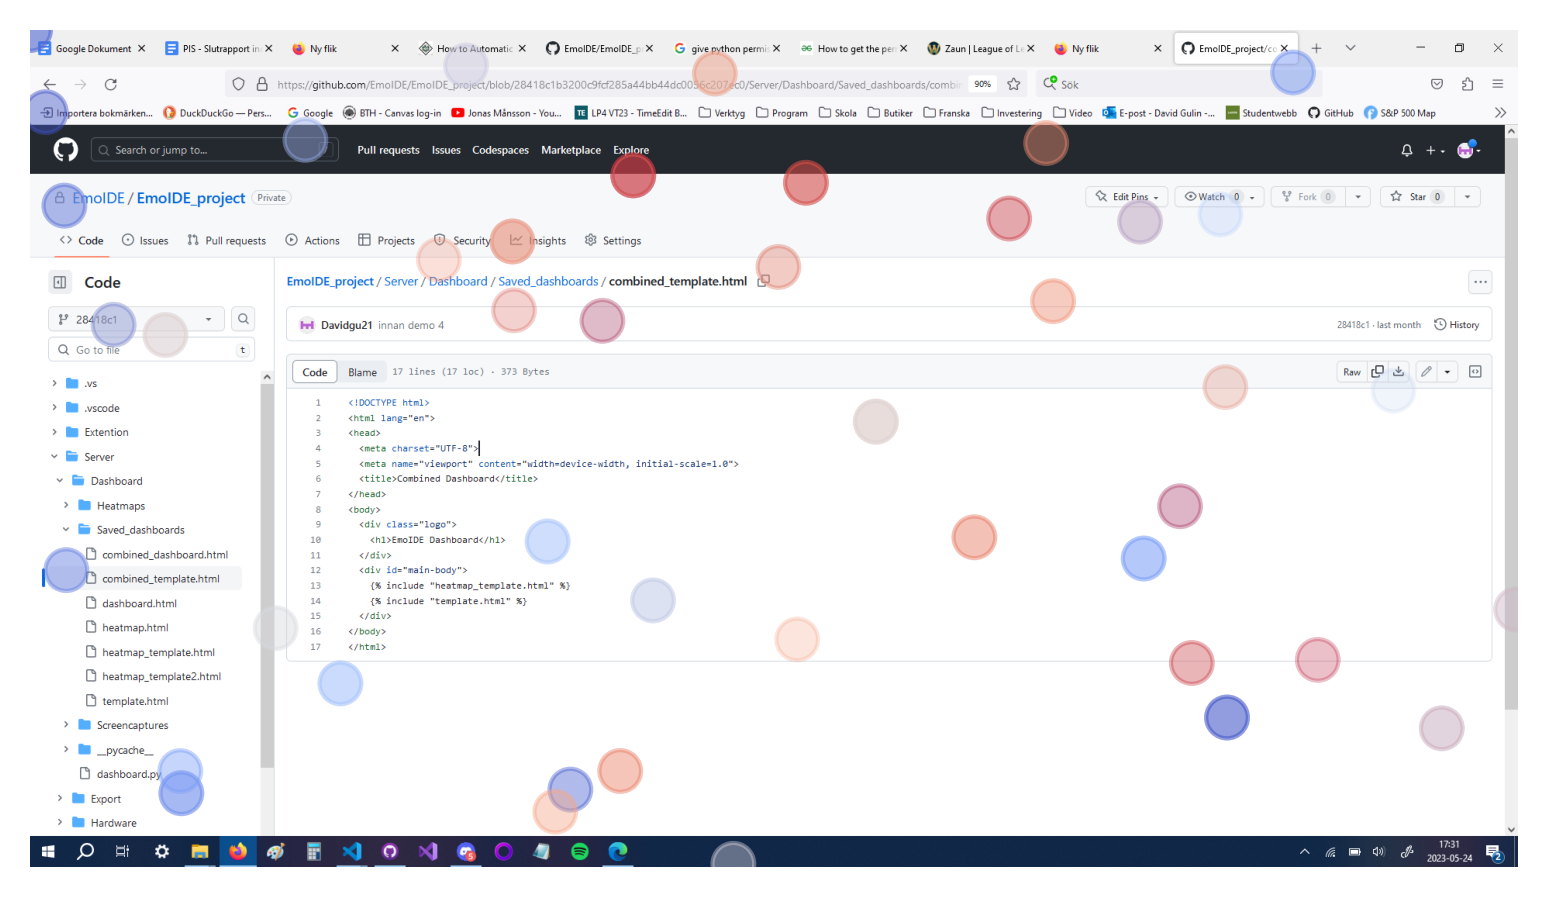 Google Dokument
PIS - Slutrapport in
Ny flik
How to Automatic
EmoIDE/EmoIDE_p
give python permis
How to get the per
Zaun | League of Le
Ny flik
EmoIDE_project/co
https://github.com/EmoIDE/EmoIDE_project/blob/28418c1b3200c9fcf285a44bb44dc0056c207ec0/Server/Dashboard/Saved_dashboards/combin
90%
Sök
Importera bokmärken...
DuckDuckGo — Pers...
Google
BTH - Canvas log-in
Jonas Månsson - You...
TE LP4 VT23 - TimeEdit B...
Verktyg
Program
Skola
Butiker
Franska
Investering
Video
E-post - David Gulin -...
Studentwebb
GitHub
S&P 500 Map
Search or jump to...
Pull requests
Issues
Codespaces
Marketplace
Explore
EmoIDE / EmoIDE_project Private
Edit Pins
Watch 0
Fork 0
Star 0
Code
Issues
Pull requests
Actions
Projects
Security
Insights
Settings
Code
EmoIDE_project / Server / Dashboard / Saved_dashboards / combined_template.html
28418c1
Davidgu21 innan demo 4
28418c1 · last month
History
Go to file
t
Code
Blame
17 lines (17 loc) · 373 Bytes
Raw
.vs
.vscode
Extention
Server
Dashboard
Heatmaps
Saved_dashboards
combined_dashboard.html
combined_template.html
dashboard.html
heatmap.html
heatmap_template.html
heatmap_template2.html
template.html
Screencaptures
__pycache__
dashboard.py
Export
Hardware
1 <!DOCTYPE html>
2 <html lang="en">
3 <head>
4 <meta charset="UTF-8">
5 <meta name="viewport" content="width=device-width, initial-scale=1.0">
6 <title>Combined Dashboard</title>
7 </head>
8 <body>
9 <div class="logo">
10 <h1>EmoIDE Dashboard</h1>
11 </div>
12 <div id="main-body">
13 {% include "heatmap_template.html" %}
14 {% include "template.html" %}
15 </div>
16 </body>
17 </html>
17:31
2023-05-24
2